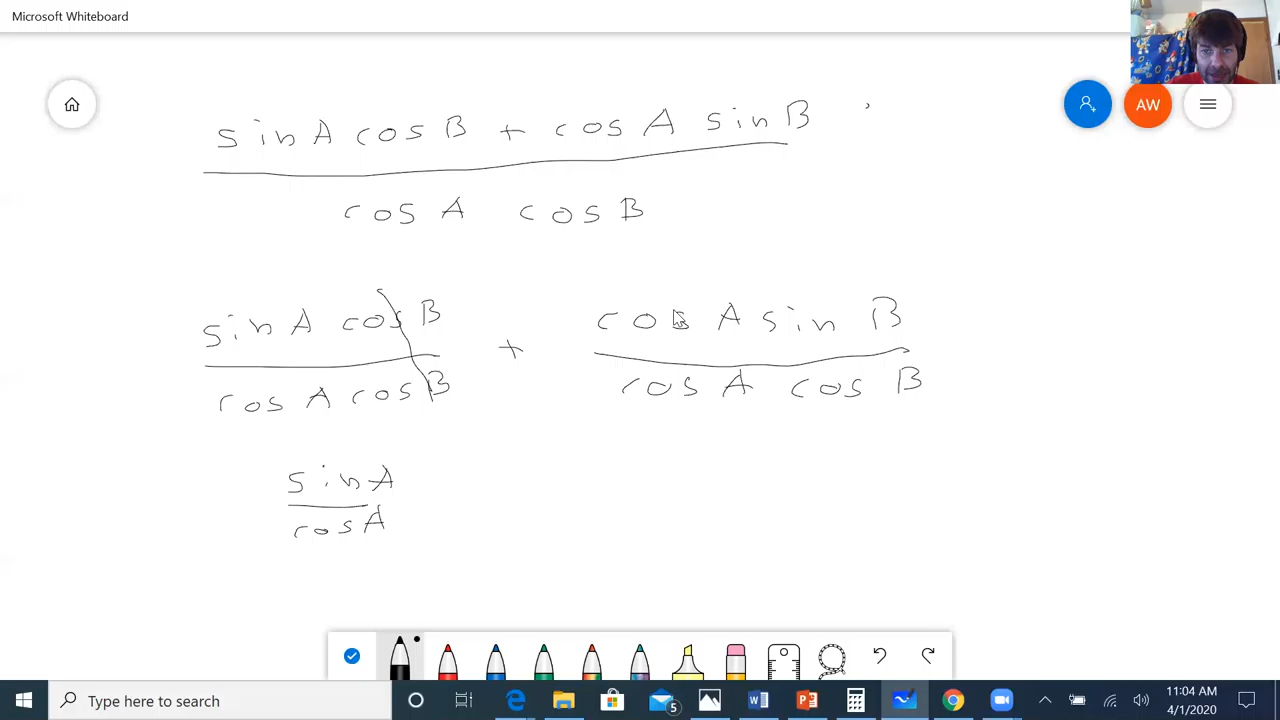 Microsoft Whiteboard
AW
sin A cos B + cos A sin B
cos A cos B
sin A cos B + cos A sin B
cos A cos B cos A cos B
sin A
cos A
5
Type here to search
11:04 AM
4/1/2020